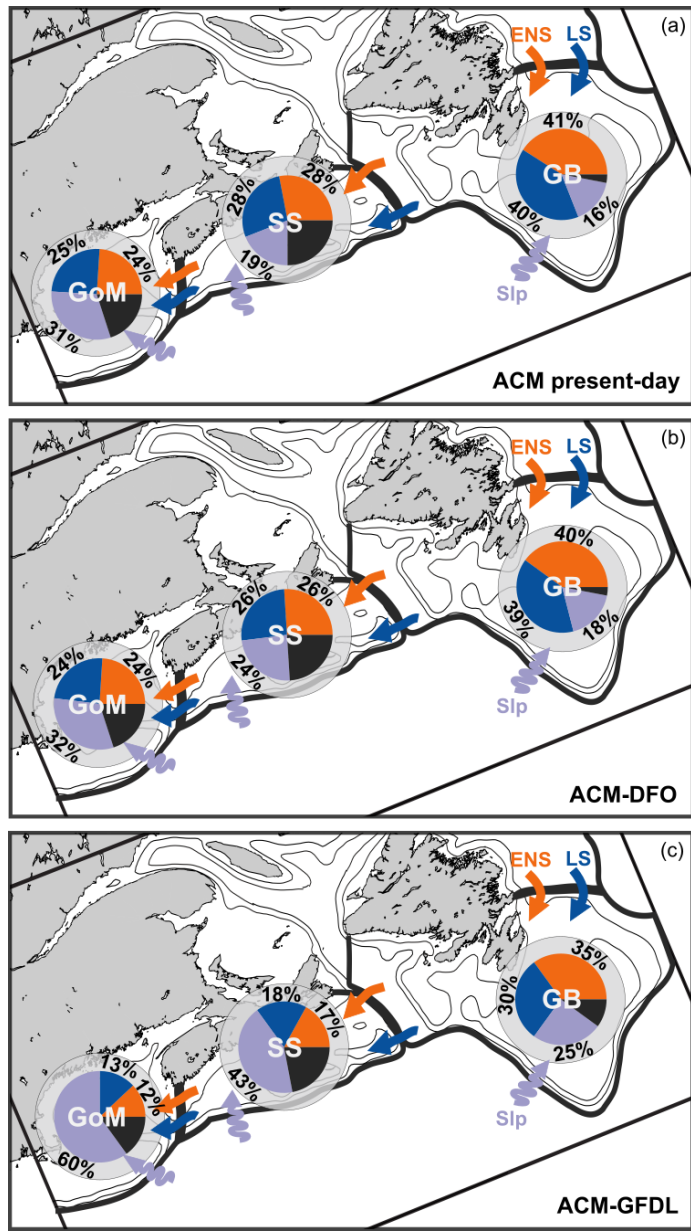 (a)
ENS LS
41%
GB
40%
16%
Slp
28%
28%
SS
19%
25%
24%
GoM
31%
ACM present-day
(b)
ENS LS
40%
GB
39%
18%
Slp
26%
26%
SS
24%
24%
24%
GoM
32%
ACM-DFO
(c)
ENS LS
35%
30%
GB
25%
Slp
18%
17%
SS
43%
13%
12%
GoM
60%
ACM-GFDL